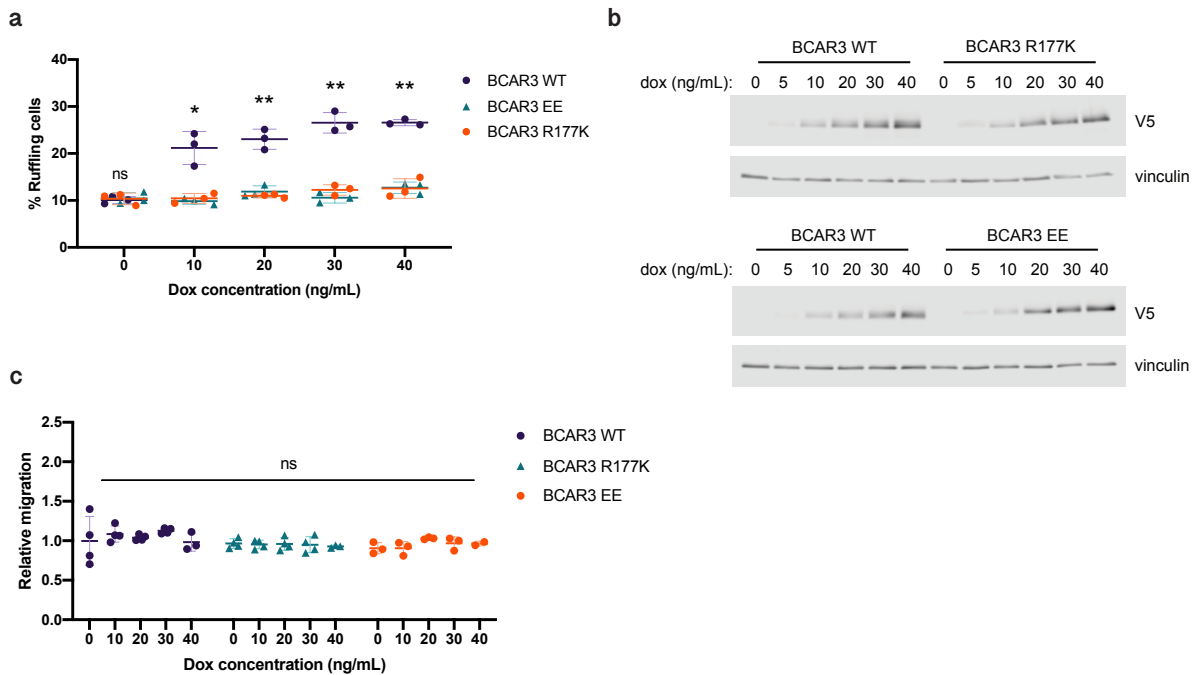 a
% Ruffling cells
40
30
20
10
0
ns
*
**
**
**
0 10 20 30 40
Dox concentration (ng/mL)
BCAR3 WT
BCAR3 EE
BCAR3 R177K
b
BCAR3 WT BCAR3 R177K
dox (ng/mL): 0 5 10 20 30 40 0 5 10 20 30 40
V5
vinculin
BCAR3 WT BCAR3 EE
dox (ng/mL): 0 5 10 20 30 40 0 5 10 20 30 40
V5
vinculin
c
Relative migration
2.5
2.0
1.5
1.0
0.5
0.0
ns
0 10 20 30 40 0 10 20 30 40 0 10 20 30 40
Dox concentration (ng/mL)
BCAR3 WT
BCAR3 R177K
BCAR3 EE